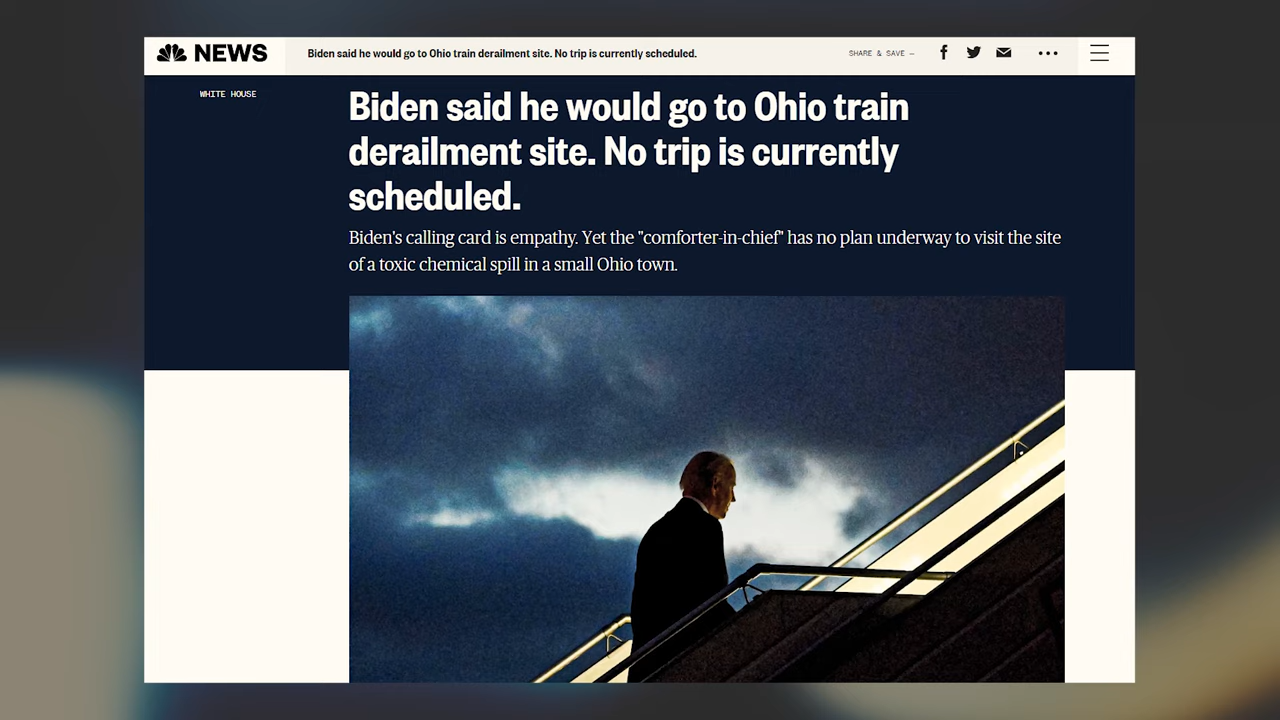 NEWS
Biden said he would go to Ohio train derailment site. No trip is currently scheduled.
SHARE & SAVE —
WHITE HOUSE
Biden said he would go to Ohio train
derailment site. No trip is currently
scheduled.
Biden's calling card is empathy. Yet the "comforter-in-chief" has no plan underway to visit the site
of a toxic chemical spill in a small Ohio town.